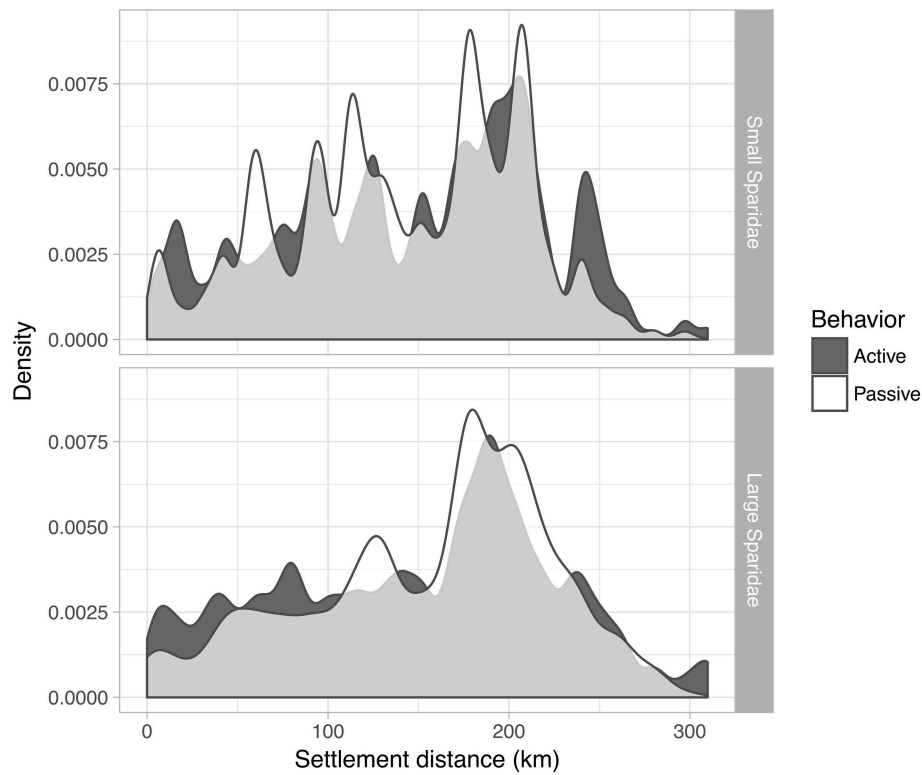 0.0075
0.0050
0.0025
0.0000
Small Sparidae
0.0075
0.0050
0.0025
0.0000
Large Sparidae
Density
0 100 200 300
Settlement distance (km)
Behavior
Active
Passive